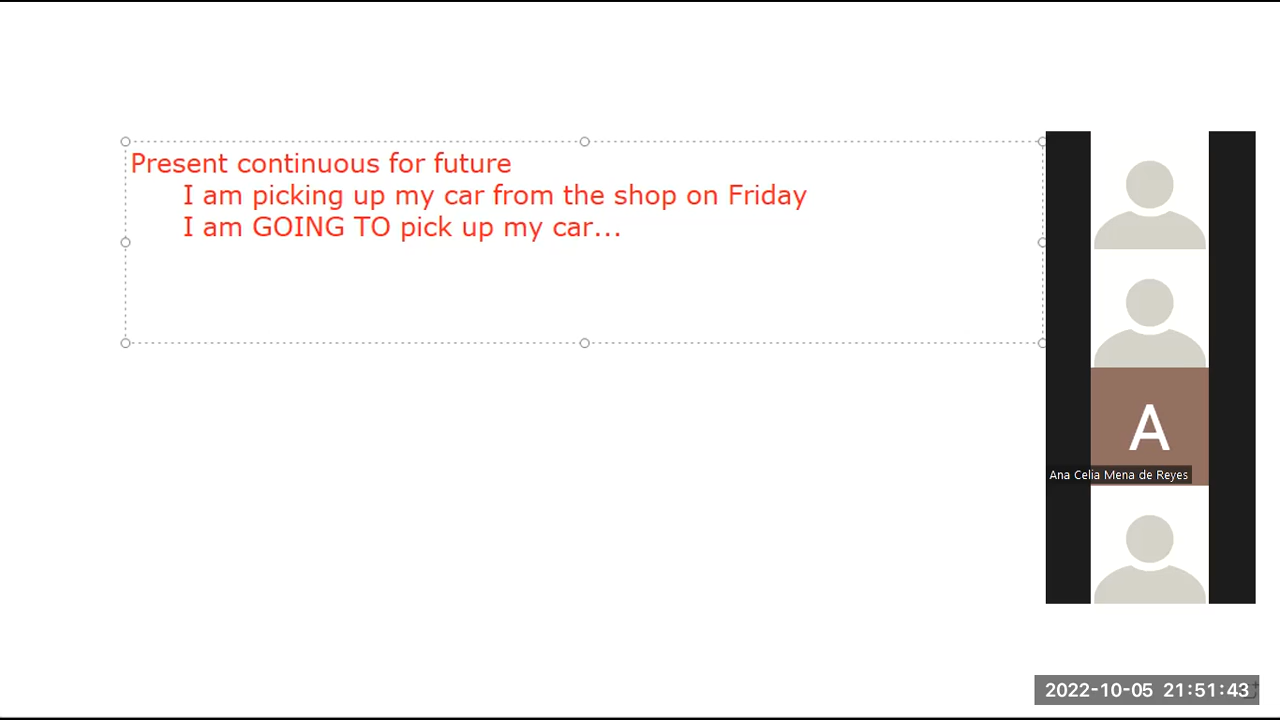 Present continuous for future
I am picking up my car from the shop on Friday
I am GOING TO pick up my car...
A
Ana Celia Mena de Reyes
2022-10-05 21:51:43